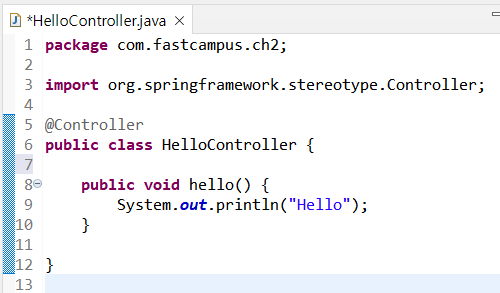 *HelloController.java
1 package com.fastcampus.ch2;
2
3 import org.springframework.stereotype.Controller;
4
5 @Controller
6 public class HelloController {
7
8 public void hello() {
9 System.out.println("Hello");
10 }
11
12 }
13